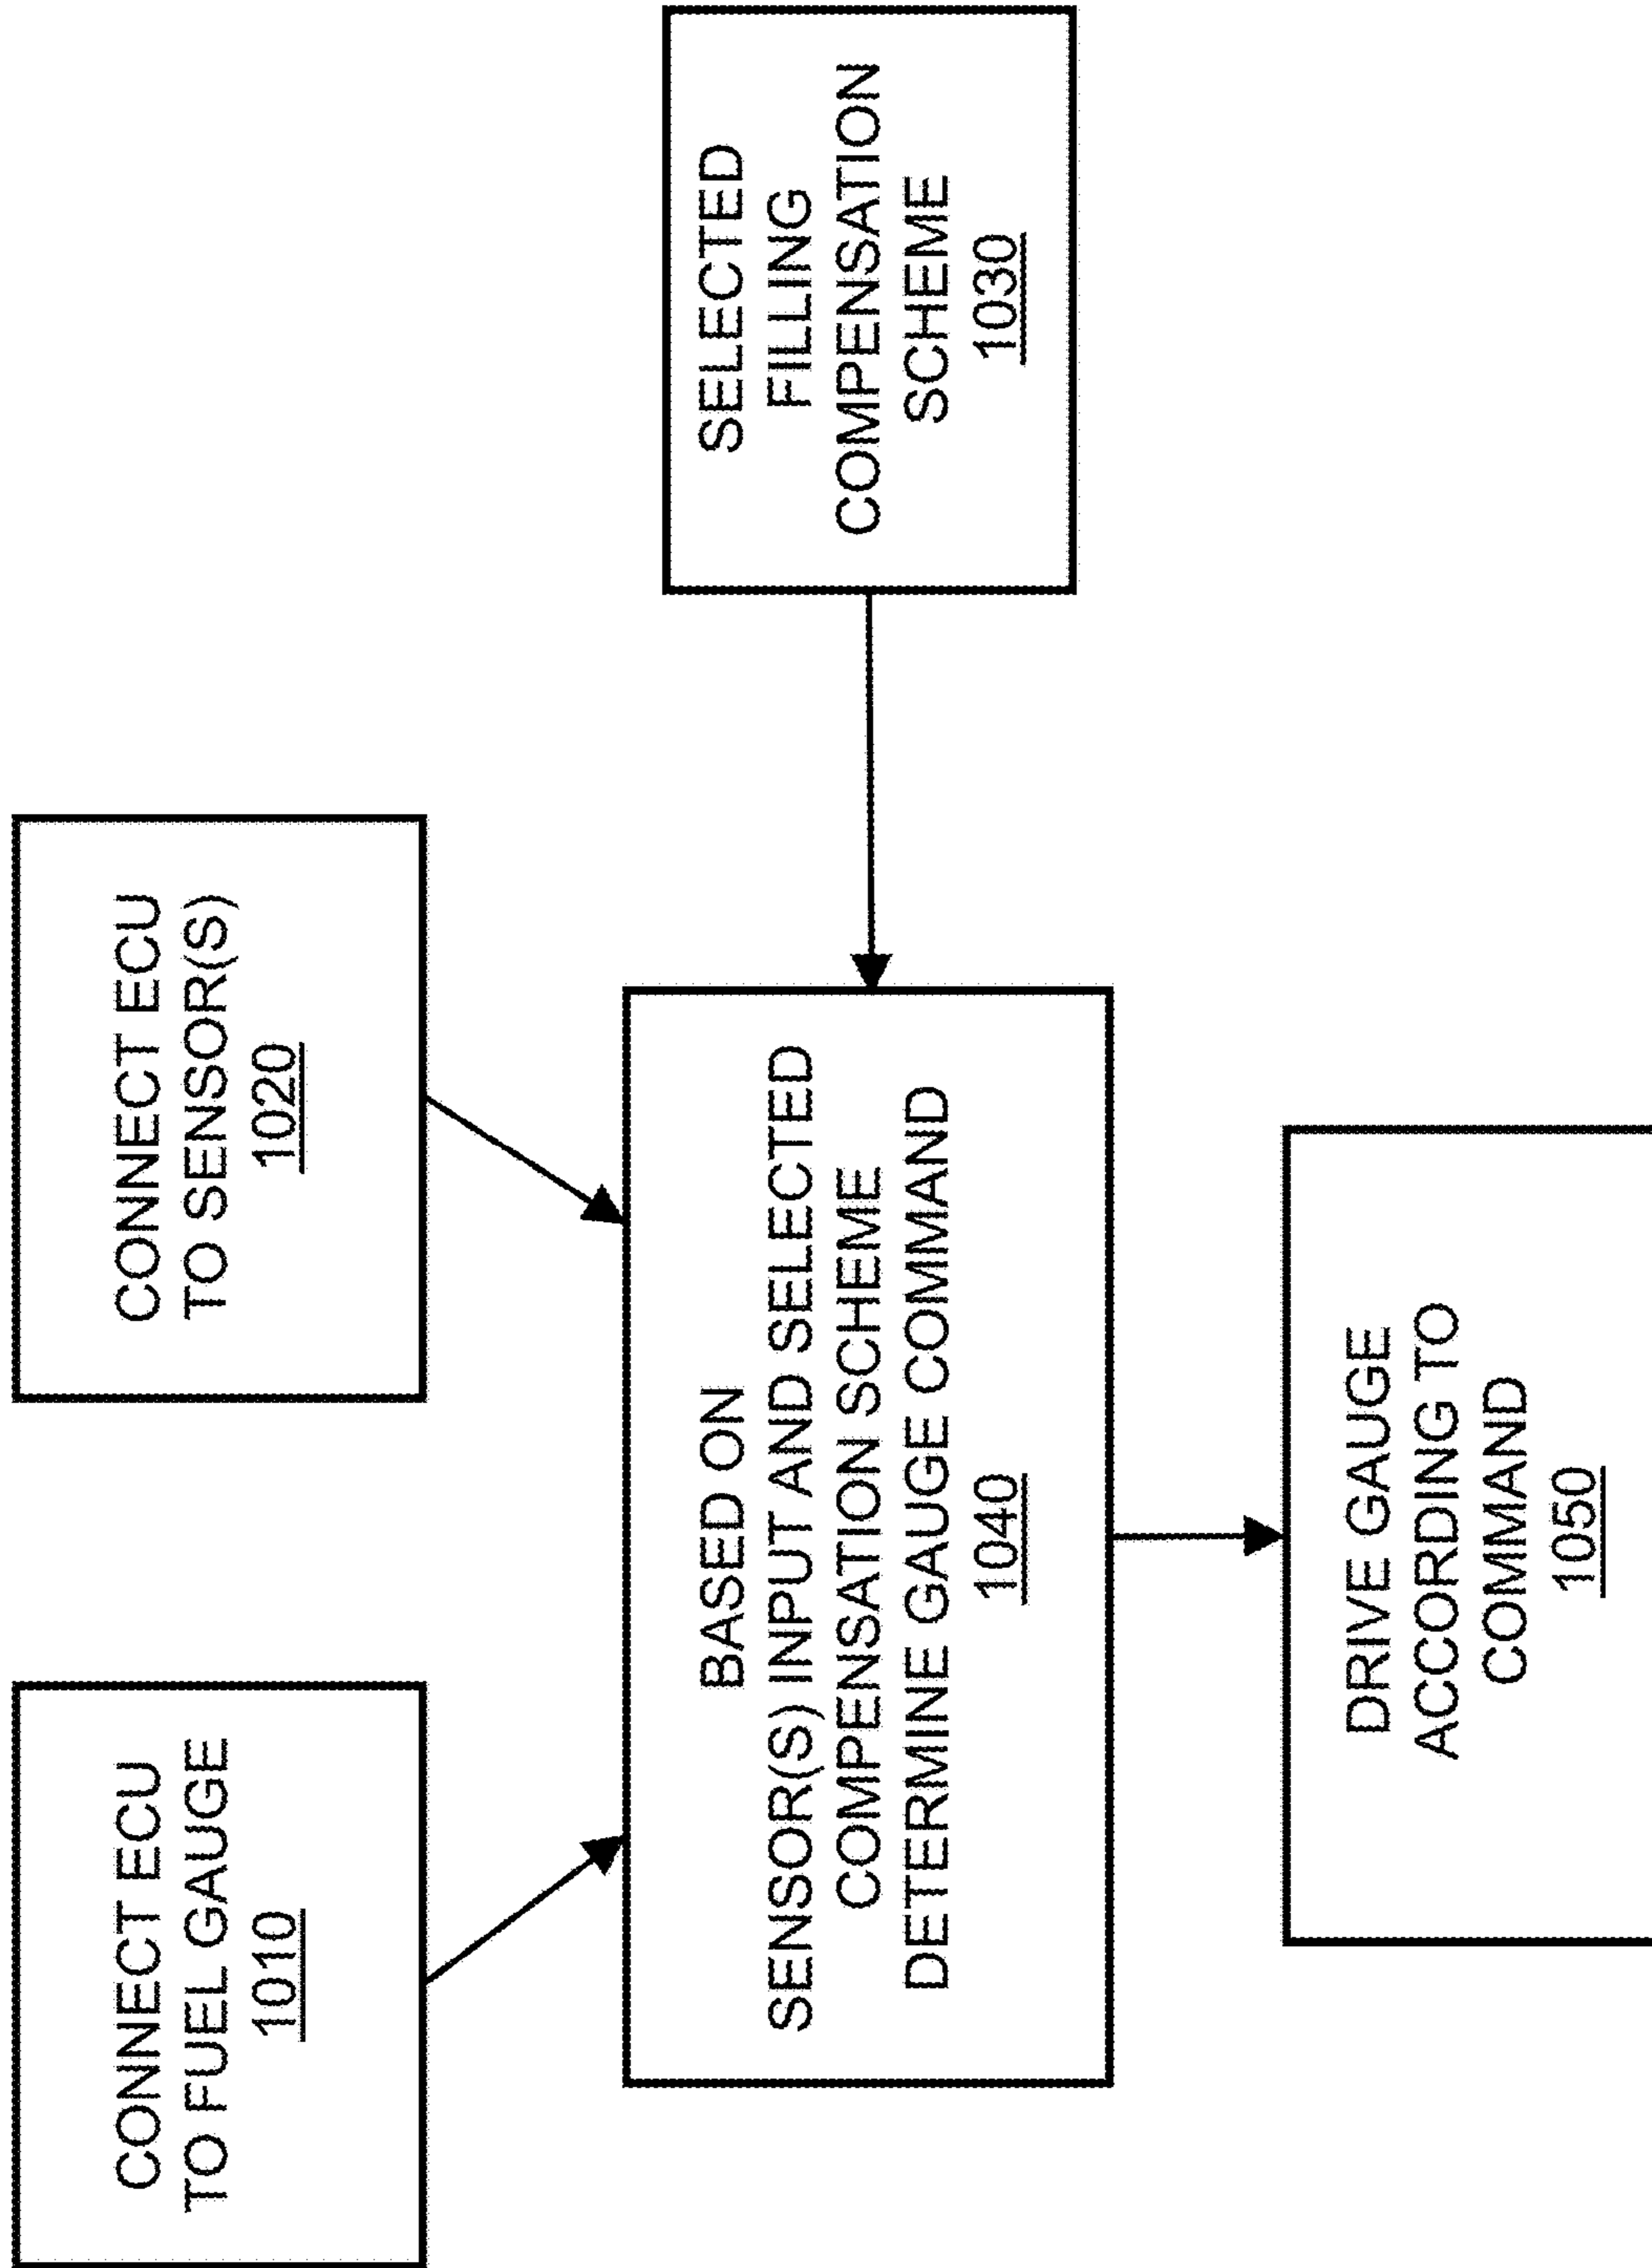 CONNECT ECU
TO FUEL GAUGE
1010
CONNECT ECU
TO SENSOR(S)
1020
SELECTED
FILLING
COMPENSATION
SCHEME
1030
BASED ON
SENSOR(S) INPUT AND SELECTED
COMPENSATION SCHEME
DETERMINE GAUGE COMMAND
1040
DRIVE GAUGE
ACCORDING TO
COMMAND
1050